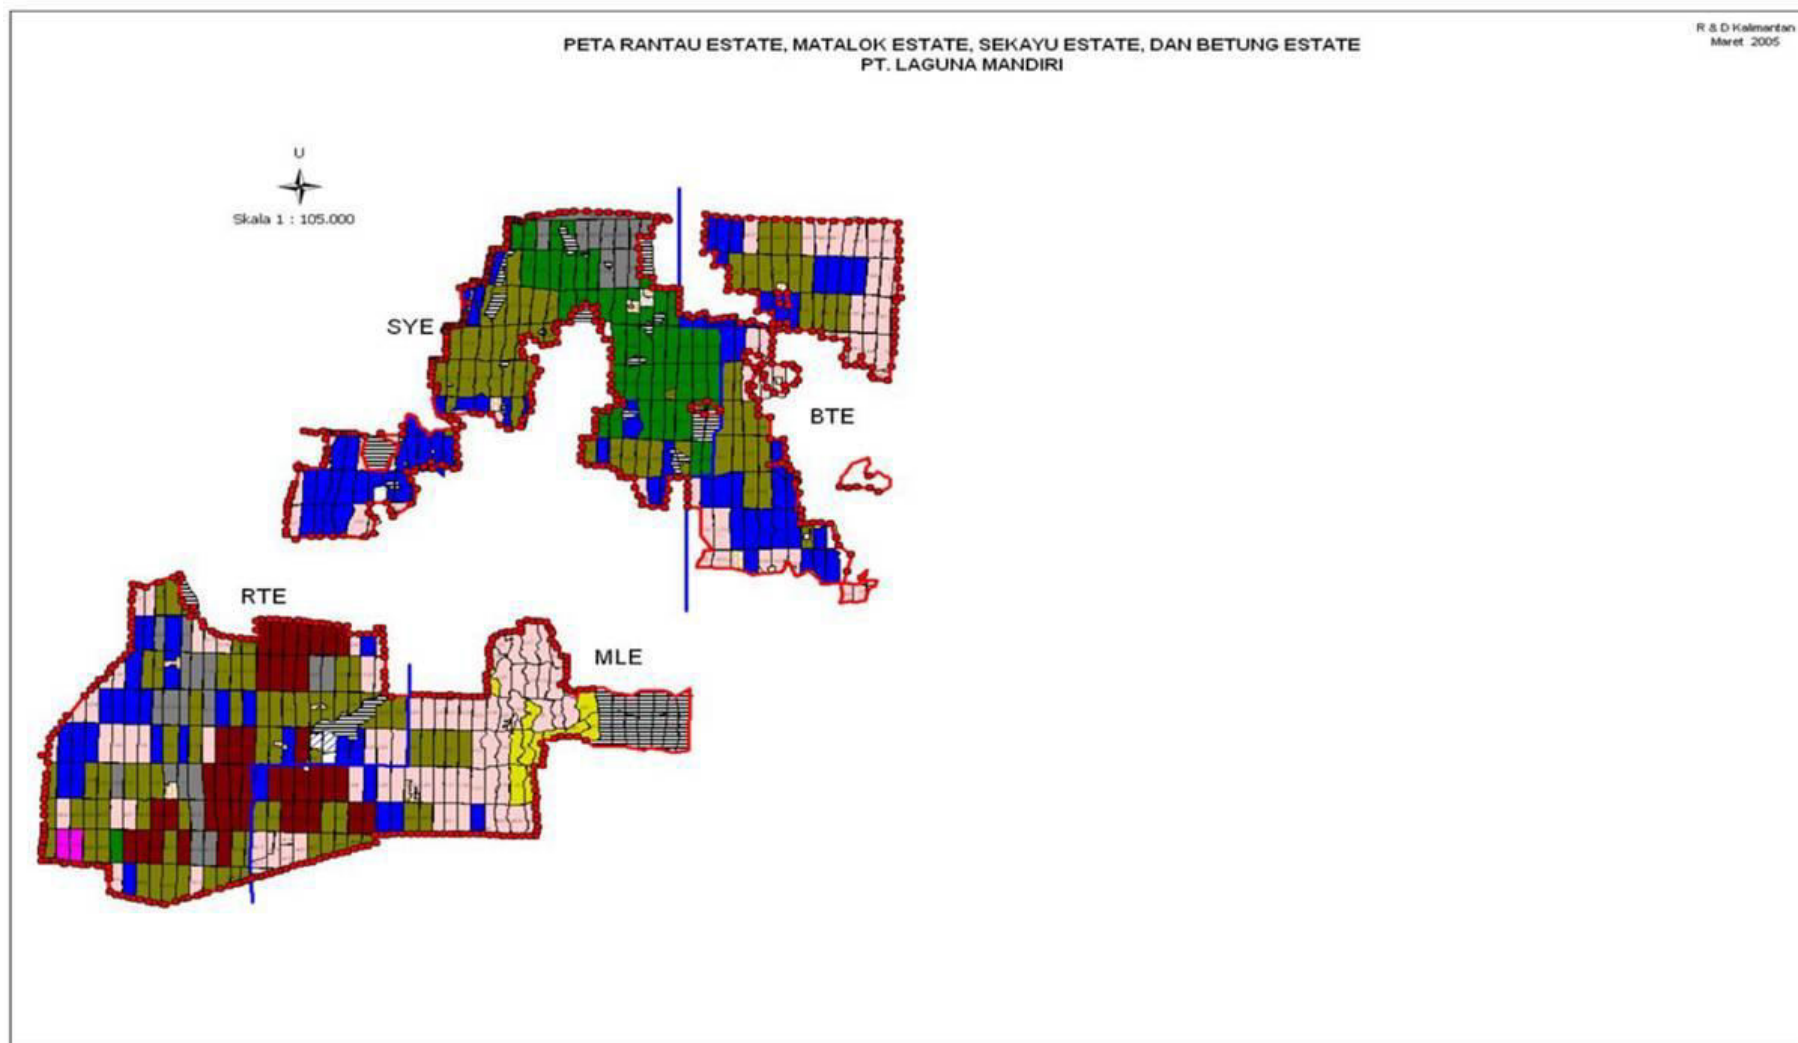 R & D Kalimantan
Maret 2005
PETA RANTAU ESTATE, MATALOK ESTATE, SEKAYU ESTATE, DAN BETUNG ESTATE
PT. LAGUNA MANDIRI
U
Skala 1 : 105.000
SYE
BTE
RTE
MLE